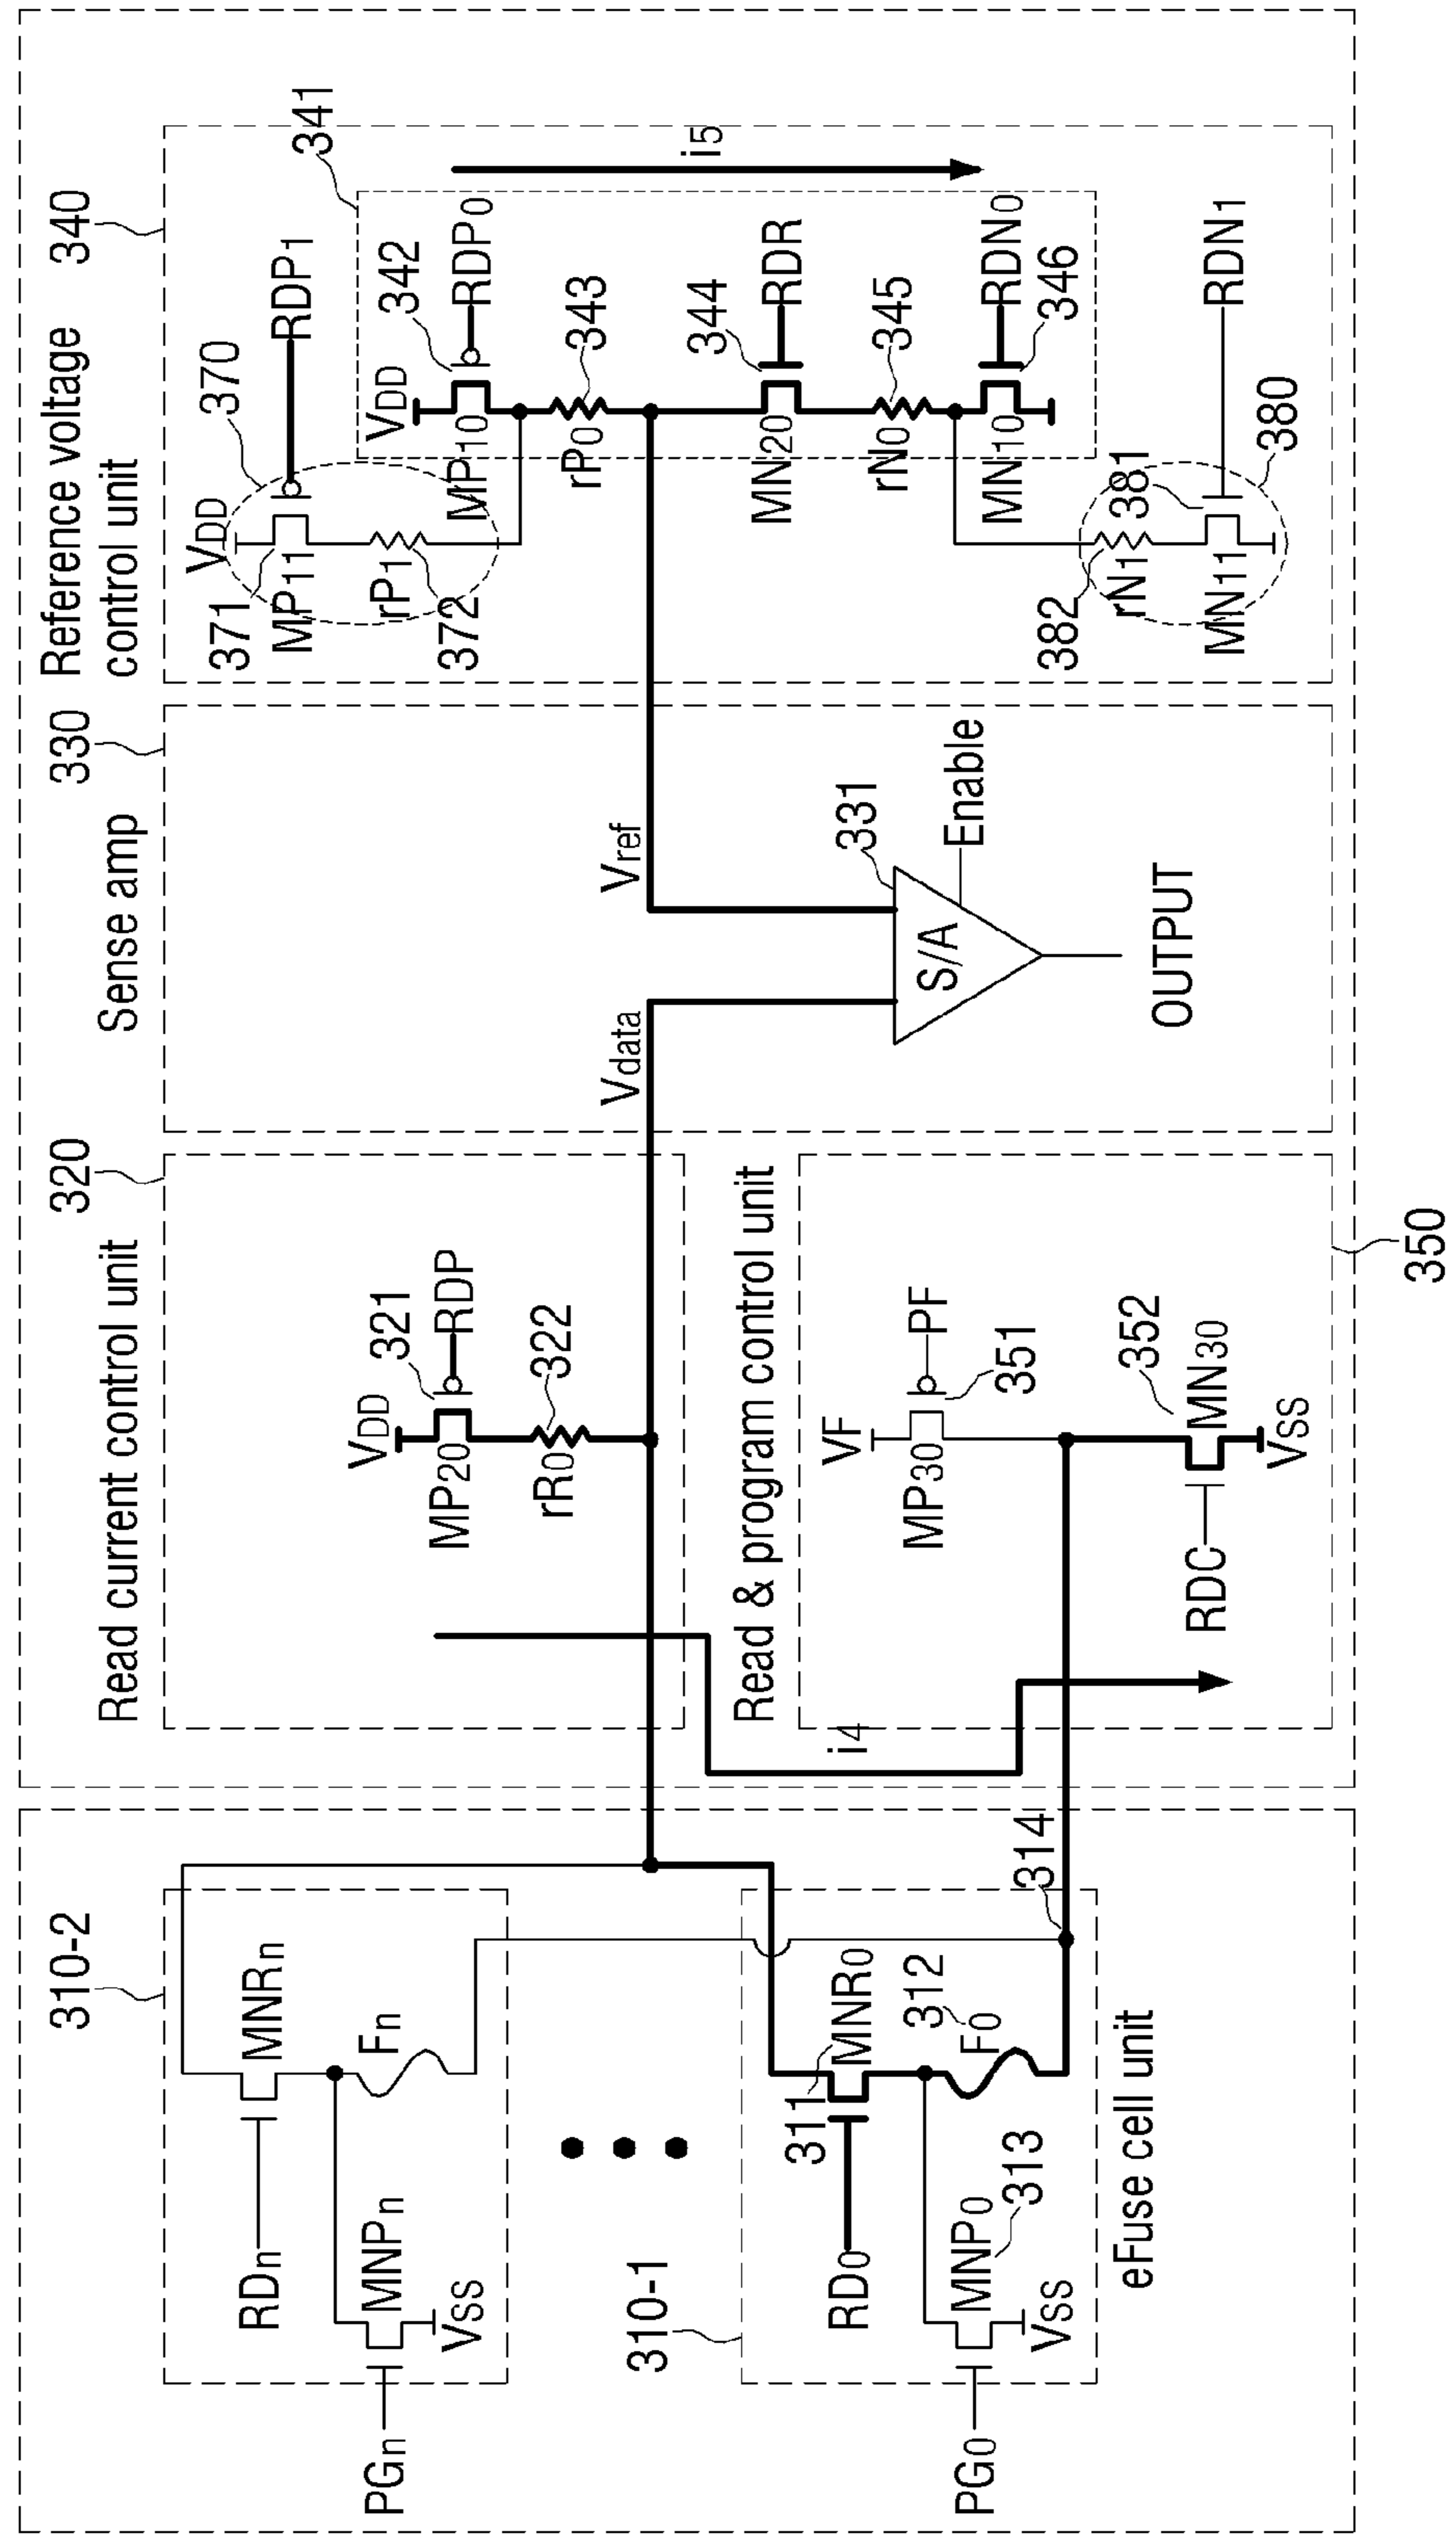 310-2
RDn
MNRn
Fn
PGn
MNPn
VSS
310-1
311
RD0
MNR0
312
F0
PG0
MNP0
313
VSS
314
eFuse cell unit
320
Read current control unit
VDD
321
MP20
RDP
rR0
322
i4
Read & program control unit
VF
MP30
PF
351
352
RDC
MN30
VSS
350
330
Sense amp
Vdata
Vref
331
S/A
Enable
OUTPUT
340
Reference voltage
control unit
341
370
VDD
371
MP11
RDP1
rP1
372
VDD
342
MP10
RDP0
rP0
343
i5
344
MN20
RDR
rN0
345
MN10
RDN0
346
382
rN1
381
MN11
RDN1
380